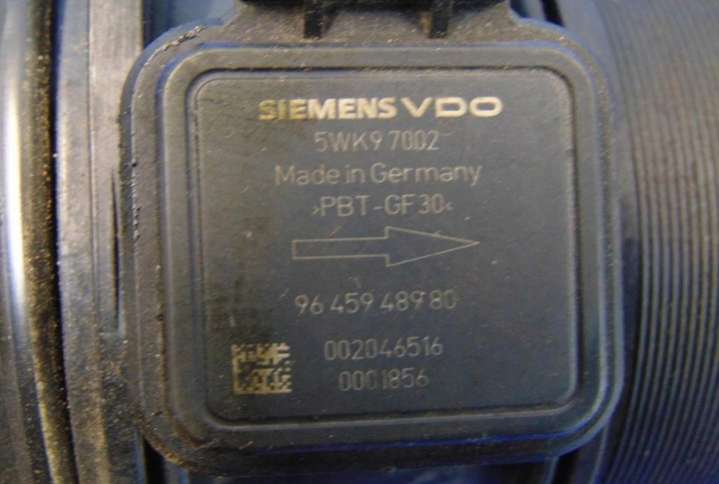 SIEMENS VDO
5WK9 7002
Made in Germany
>PBT-GF30<
96 459 489 80
002046516
0001856